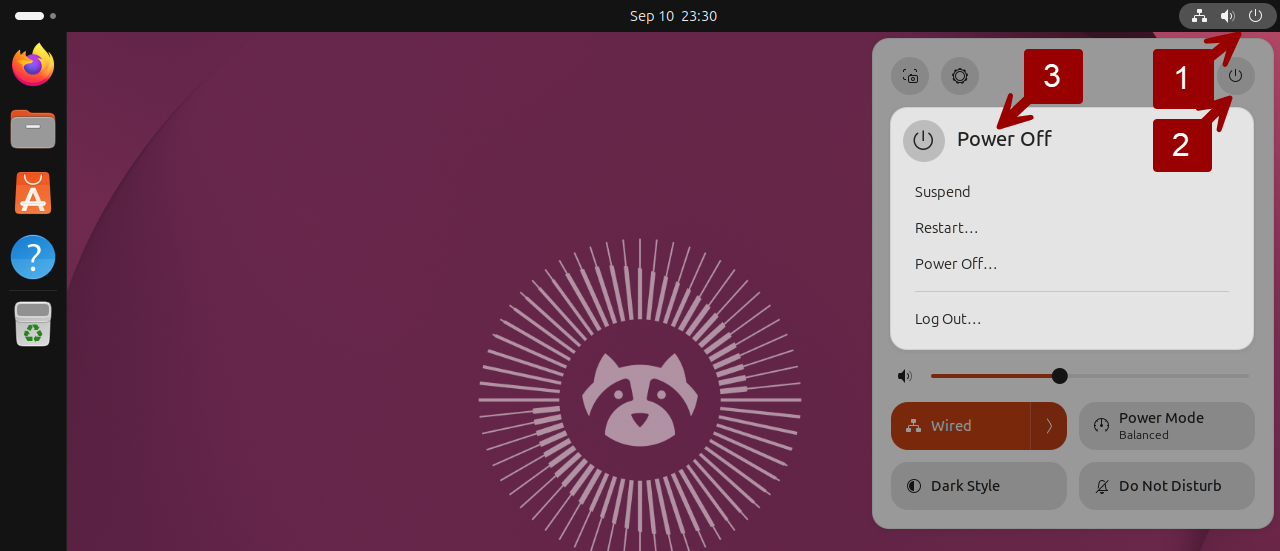 Sep 10 23:30
1
2
3
Power Off
Suspend
Restart...
Power Off...
Log Out...
Wired
Power Mode
Balanced
Dark Style
Do Not Disturb